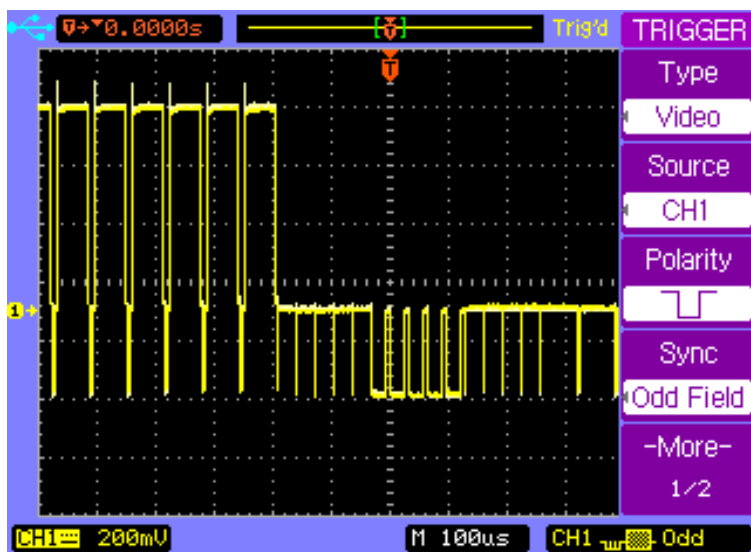 T→▼0.0000s
[T]
Trig'd
TRIGGER
T
Type
Video
Source
CH1
Polarity
1
Sync
Odd Field
-More-
1/2
CH1 200mV
M 100us
CH1 Odd